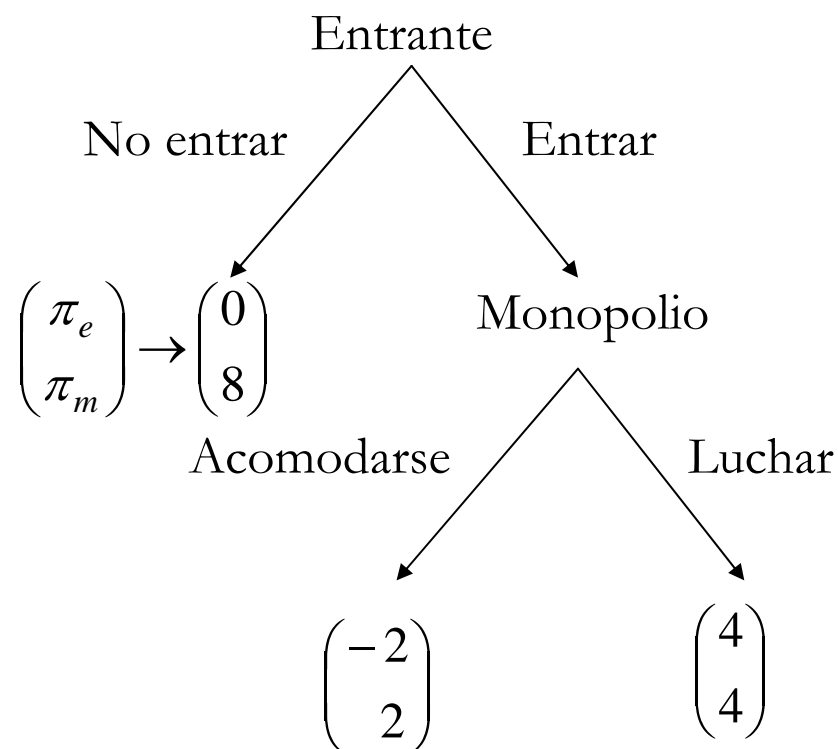 Entrante
No entrar Entrar
(π_e π_m) → (0 8)
Monopolio
Acomodarse Luchar
(−2 2) (4 4)